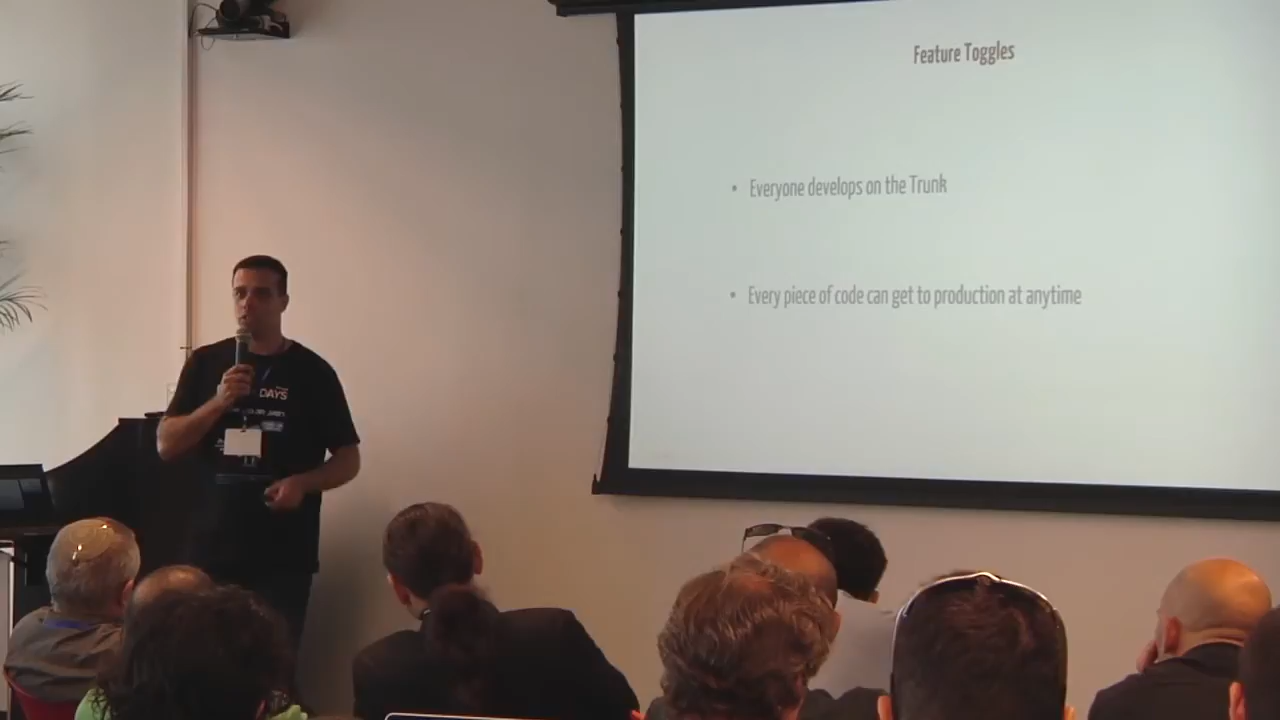 Feature Toggles
• Everyone develops on the Trunk
• Every piece of code can get to production at anytime
DAYS